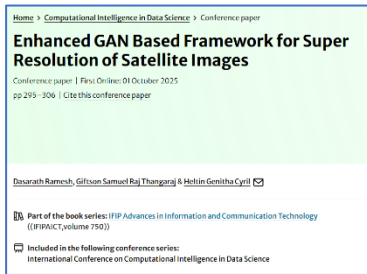 Home > Computational Intelligence in Data Science > Conference paper
Enhanced GAN Based Framework for Super
Resolution of Satellite Images
Conference paper | First Online: 01 October 2025
pp 295–306 | Cite this conference paper
Dasarath Ramesh, Giftson Samuel Raj Thangaraj & Heltin Genitha Cyril
Part of the book series: IFIP Advances in Information and Communication Technology
((IFIPAICT,volume 750))
Included in the following conference series:
International Conference on Computational Intelligence in Data Science